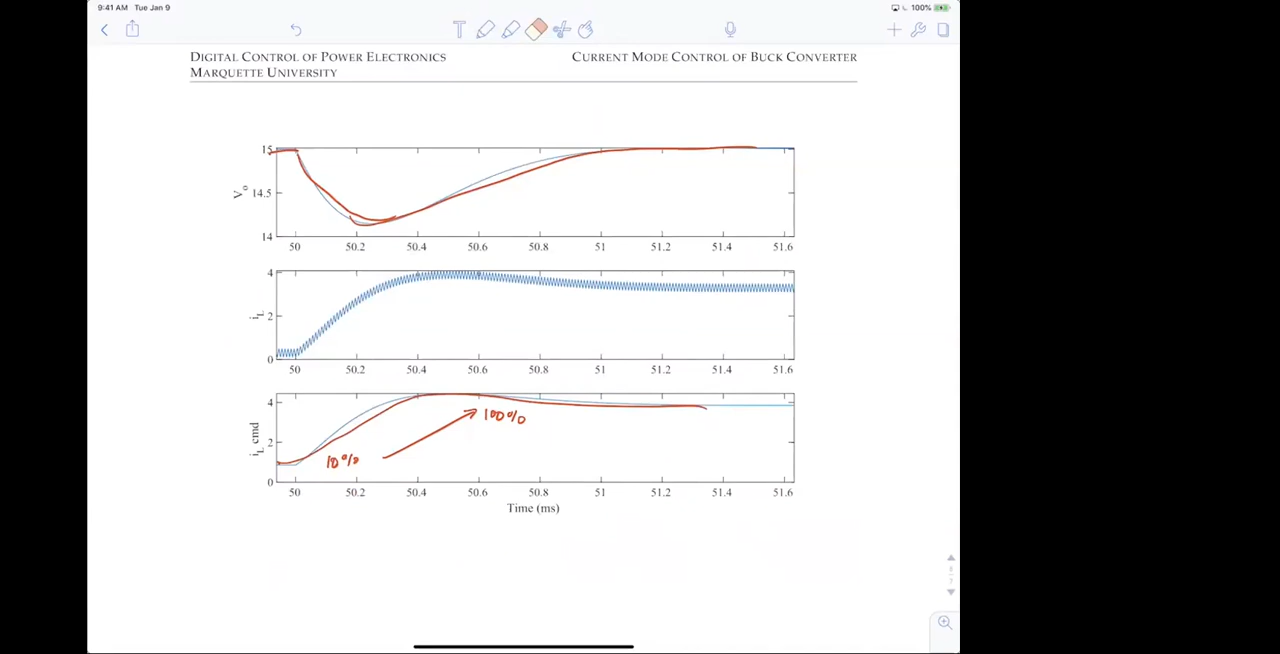 9:41 AM Tue Jan 9
100%
T
DIGITAL CONTROL OF POWER ELECTRONICS
CURRENT MODE CONTROL OF BUCK CONVERTER
MARQUETTE UNIVERSITY
15
14.5
14
Vo
50 50.2 50.4 50.6 50.8 51 51.2 51.4 51.6
4
2
0
iL
50 50.2 50.4 50.6 50.8 51 51.2 51.4 51.6
4
2
0
iL cmd
10%
100%
50 50.2 50.4 50.6 50.8 51 51.2 51.4 51.6
Time (ms)